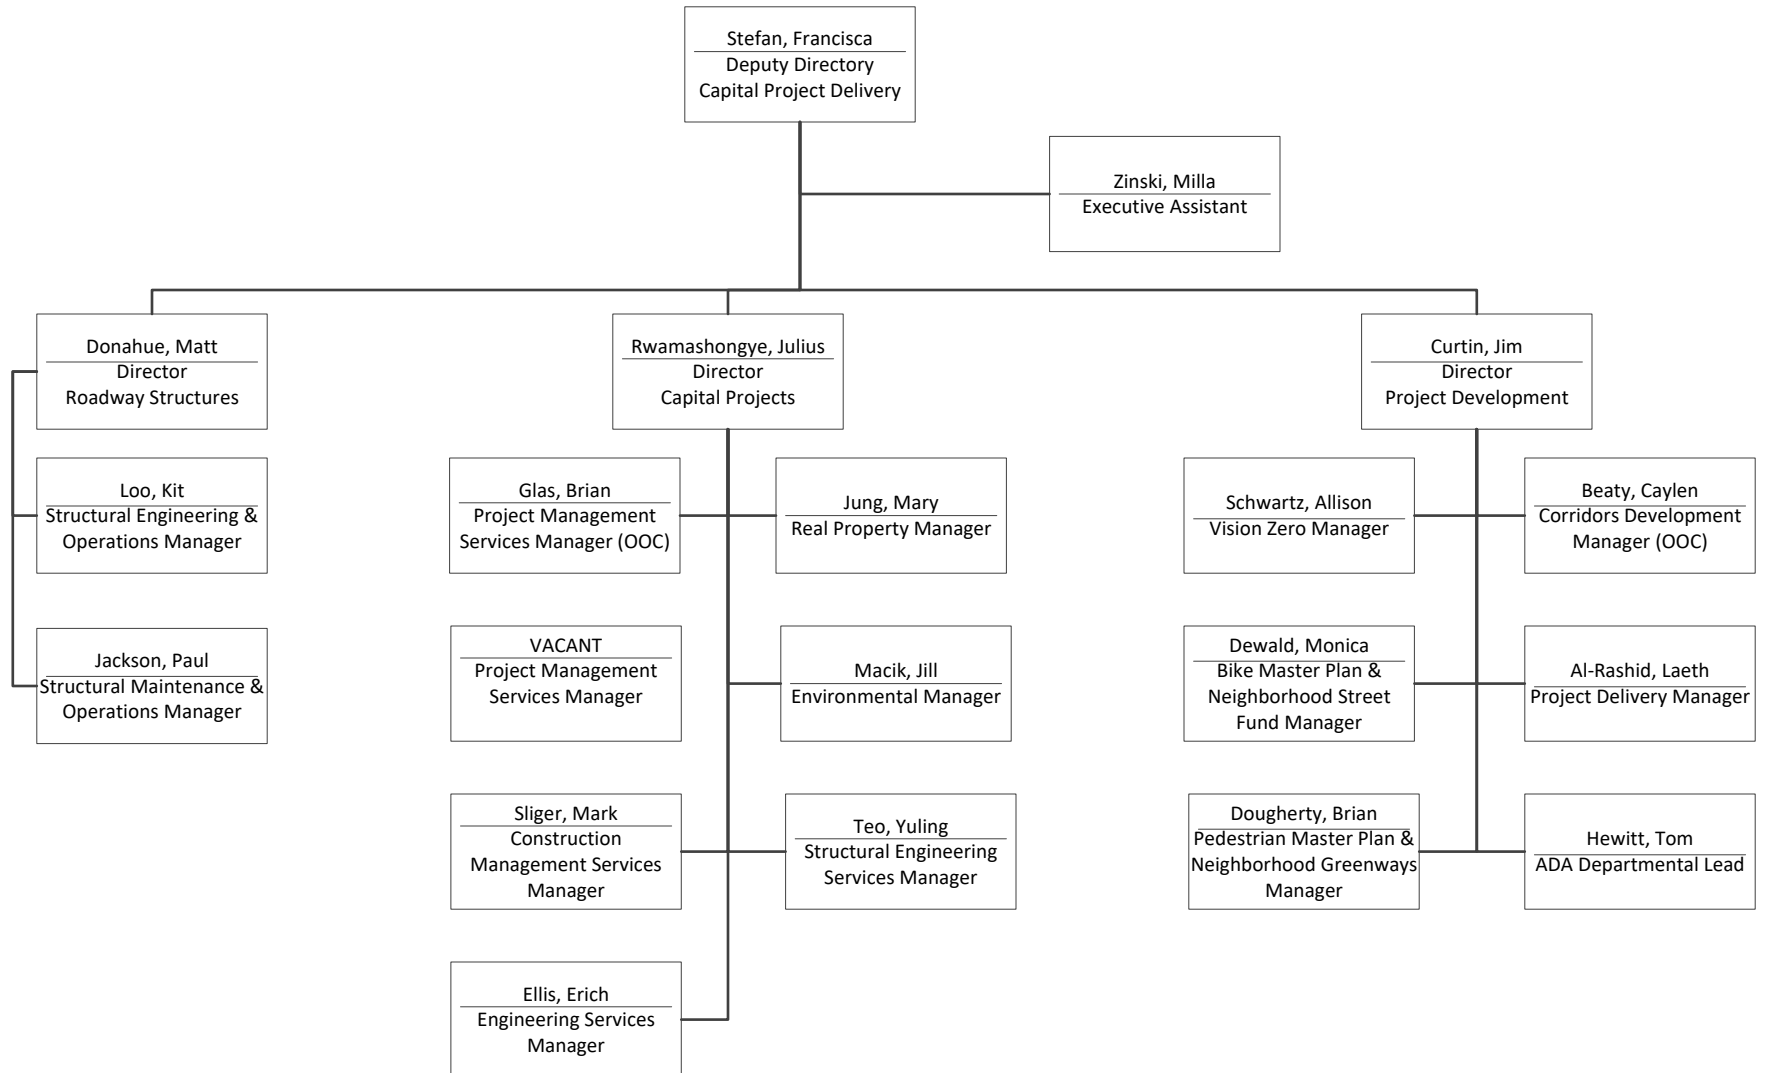 Stefan, Francisca
Deputy Directory
Capital Project Delivery
Zinski, Milla
Executive Assistant
Donahue, Matt
Director
Roadway Structures
Rwamashongye, Julius
Director
Capital Projects
Curtin, Jim
Director
Project Development
Loo, Kit
Structural Engineering &
Operations Manager
Jackson, Paul
Structural Maintenance &
Operations Manager
Glas, Brian
Project Management
Services Manager (OOC)
Jung, Mary
Real Property Manager
VACANT
Project Management
Services Manager
Macik, Jill
Environmental Manager
Sliger, Mark
Construction
Management Services
Manager
Teo, Yuling
Structural Engineering
Services Manager
Ellis, Erich
Engineering Services
Manager
Schwartz, Allison
Vision Zero Manager
Beaty, Caylen
Corridors Development
Manager (OOC)
Dewald, Monica
Bike Master Plan &
Neighborhood Street
Fund Manager
Al-Rashid, Laeth
Project Delivery Manager
Dougherty, Brian
Pedestrian Master Plan &
Neighborhood Greenways
Manager
Hewitt, Tom
ADA Departmental Lead